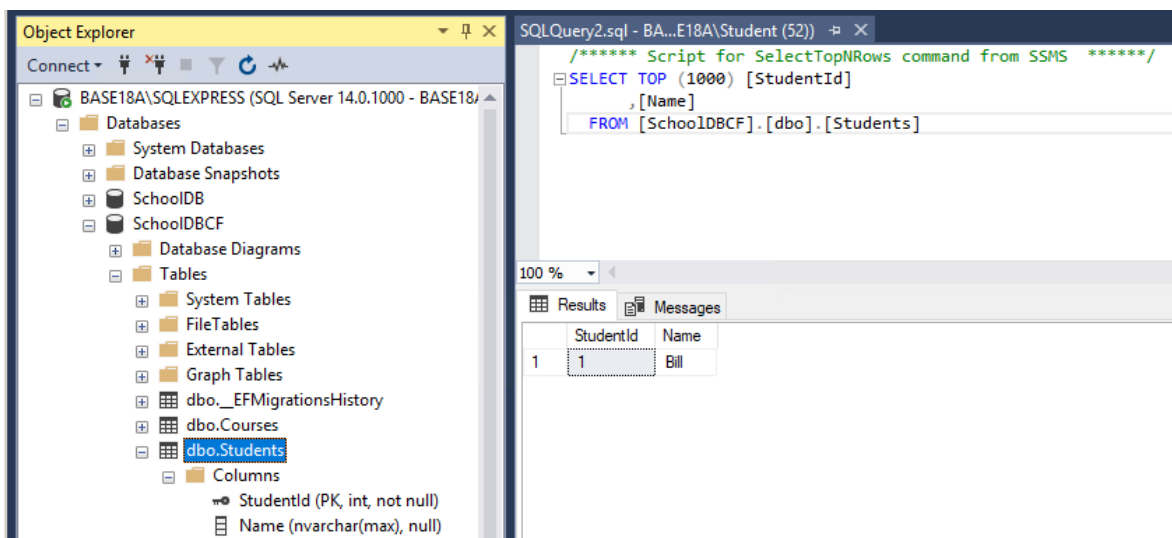 Object Explorer
Connect
BASE18A\SQLEXPRESS (SQL Server 14.0.1000 - BASE18
Databases
System Databases
Database Snapshots
SchoolDB
SchoolDBCF
Database Diagrams
Tables
System Tables
FileTables
External Tables
Graph Tables
dbo.__EFMigrationsHistory
dbo.Courses
dbo.Students
Columns
StudentId (PK, int, not null)
Name (nvarchar(max), null)
SQLQuery2.sql - BA...E18A\Student (52))
/****** Script for SelectTopNRows command from SSMS  ******/
SELECT TOP (1000) [StudentId]
,[Name]
FROM [SchoolDBCF].[dbo].[Students]
100 %
Results Messages
StudentId Name
1 1 Bill